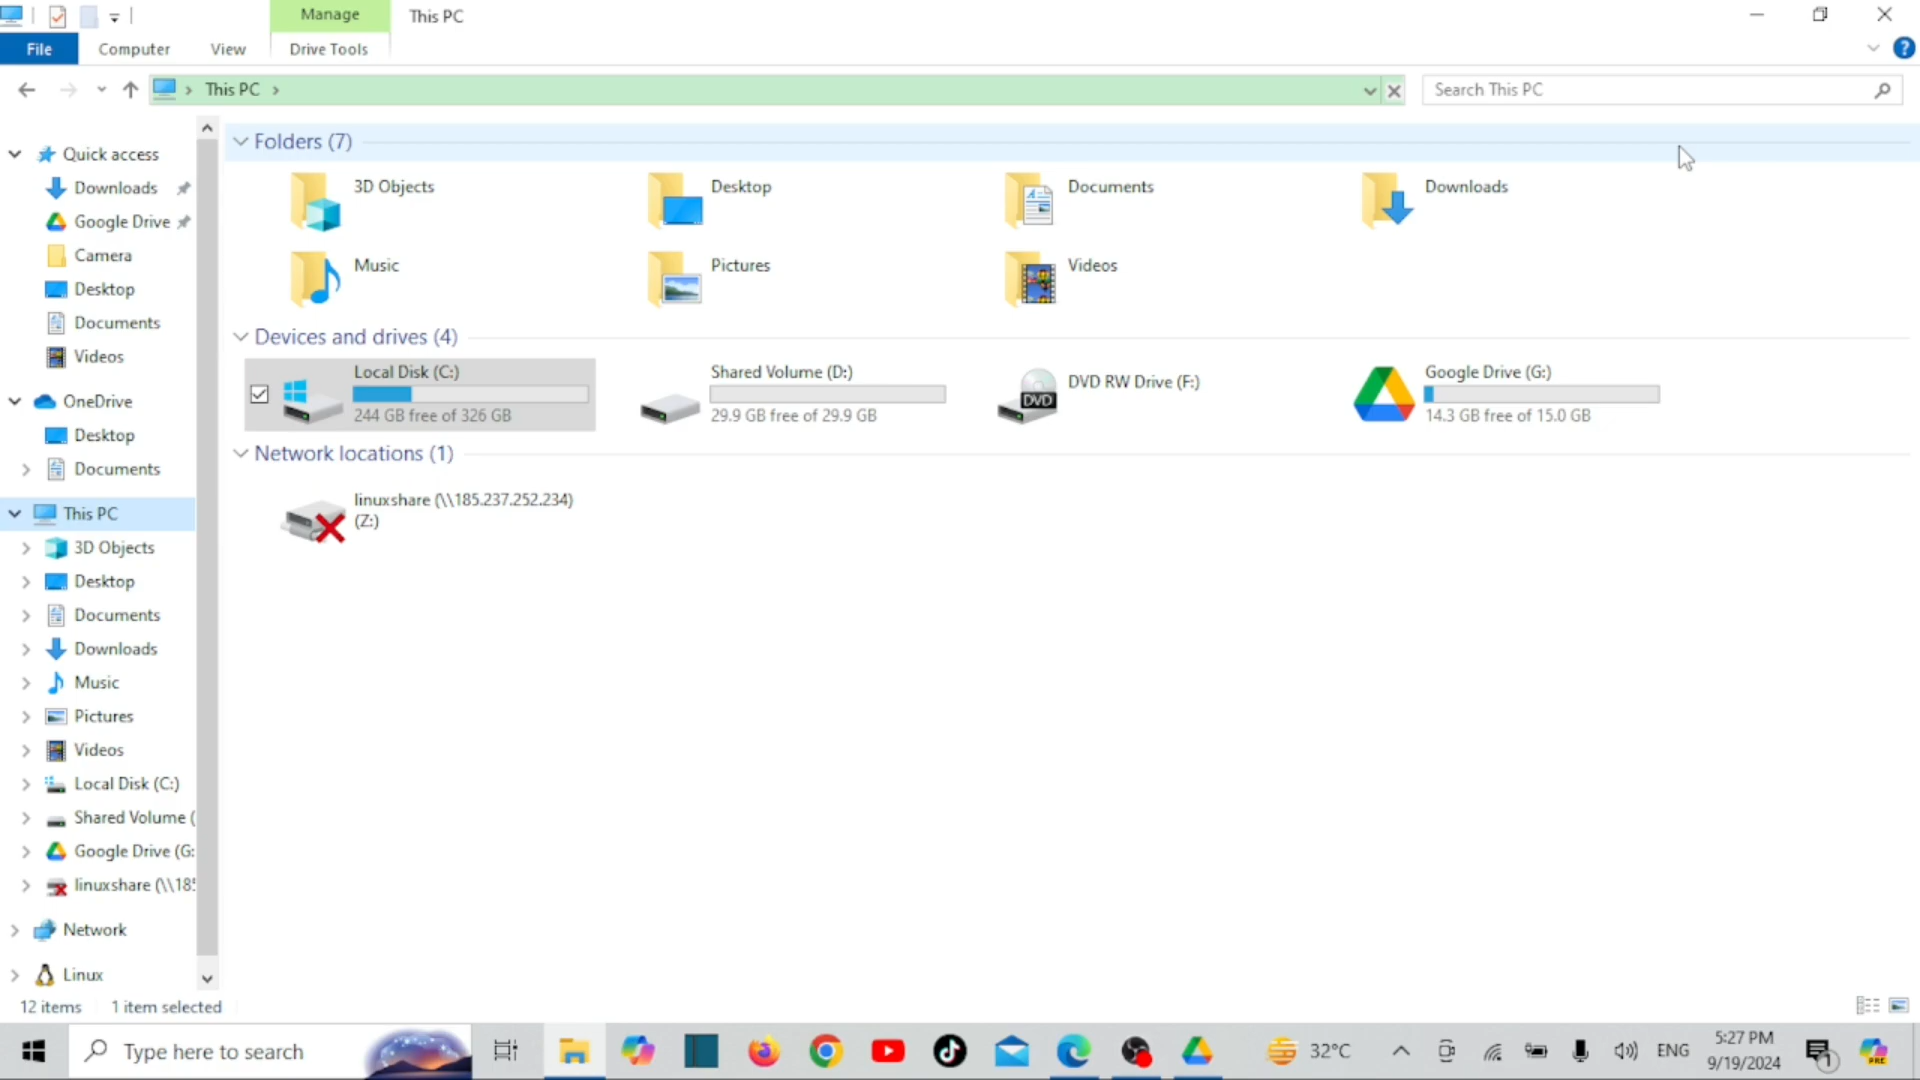 Manage
This PC
File
Computer
View
Drive Tools
This PC
Search This PC
Quick access
Downloads
Google Drive
Camera
Desktop
Documents
Videos
OneDrive
Desktop
Documents
This PC
3D Objects
Desktop
Documents
Downloads
Music
Pictures
Videos
Local Disk (C:)
Shared Volume (
Google Drive (G:
linuxshare (\\185
Network
Linux
Folders (7)
3D Objects
Desktop
Documents
Downloads
Music
Pictures
Videos
Devices and drives (4)
Local Disk (C:)
244 GB free of 326 GB
Shared Volume (D:)
29.9 GB free of 29.9 GB
DVD
DVD RW Drive (F:)
Google Drive (G:)
14.3 GB free of 15.0 GB
Network locations (1)
linuxshare (\\185.237.252.234)
(Z:)
12 items
1 item selected
Type here to search
32°C
ENG
5:27 PM
9/19/2024
1
PRE